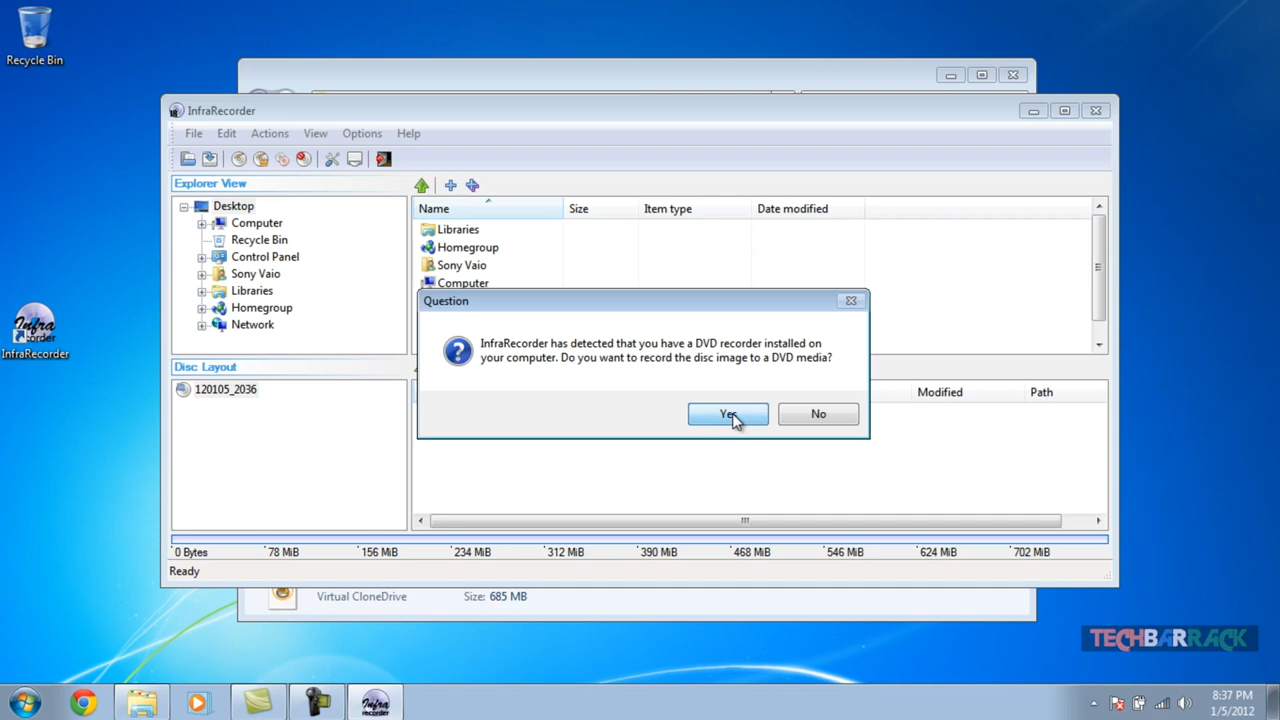 Recycle Bin
InfraRecorder
File Edit Actions View Options Help
Explorer View
Desktop
Computer
Recycle Bin
Control Panel
Sony Vaio
Libraries
Homegroup
Network
Name Size Item type Date modified
Libraries
Homegroup
Sony Vaio
Computer
Question
InfraRecorder has detected that you have a DVD recorder installed on
your computer. Do you want to record the disc image to a DVD media?
Yes No
Infra
recorder
InfraRecorder
Disc Layout
120105_2036
Modified Path
0 Bytes 78 MiB 156 MiB 234 MiB 312 MiB 390 MiB 468 MiB 546 MiB 624 MiB 702 MiB
Ready
Virtual CloneDrive Size: 685 MB
TECHBARRACK
Infra
recorder
8:37 PM
1/5/2012